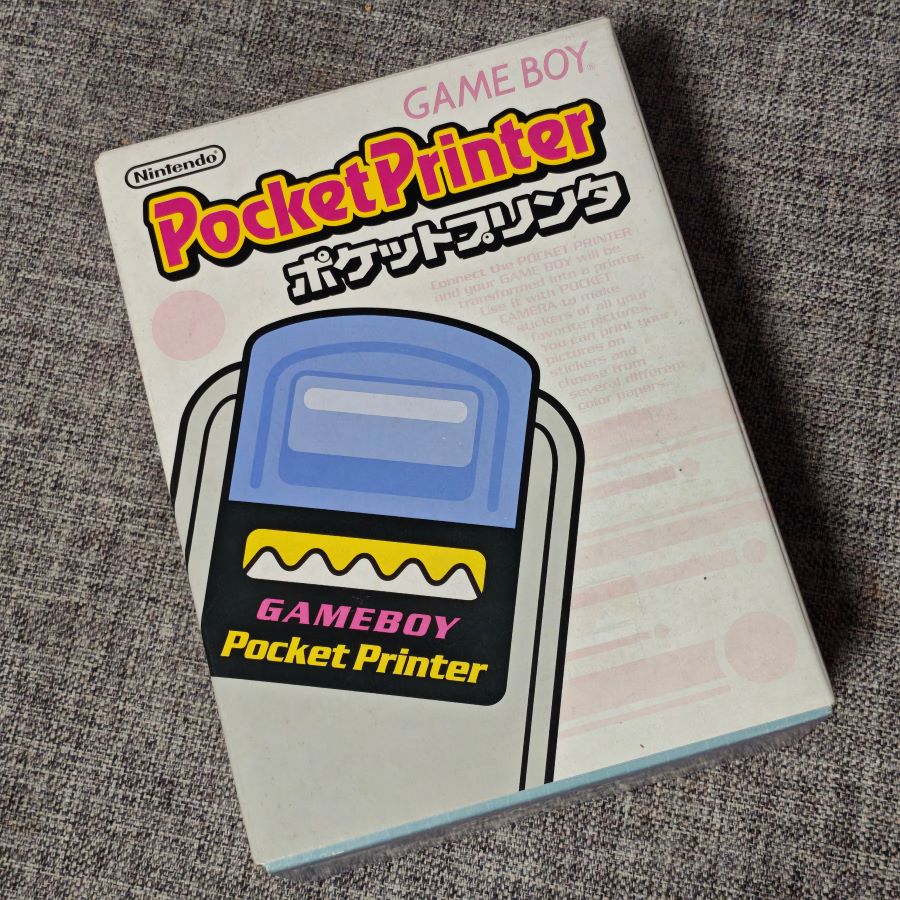 GAME BOY®
Nintendo®
PocketPrinter
ポケットプリンタ
Connect the POCKET PRINTER
and your GAME BOY will be
transformed into a printer.
Use it with POCKET
CAMERA to make
stickers of all your
favorite pictures.
You can print your
pictures on
stickers and
choose from
several different
color papers.
GAMEBOY
Pocket Printer